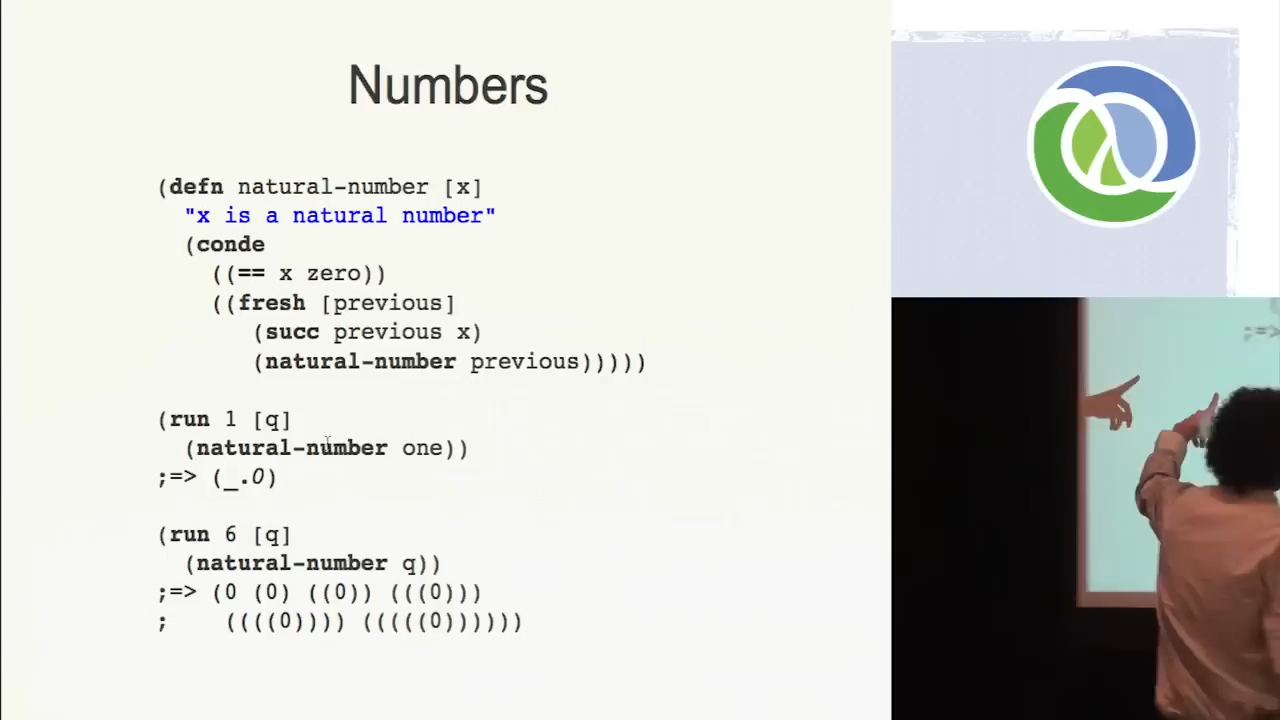 Numbers
(defn natural-number [x]
"x is a natural number"
(conde
((== x zero))
((fresh [previous]
(succ previous x)
(natural-number previous)))))
(run 1 [q]
(natural-number one))
;=> (_.0)
(run 6 [q]
(natural-number q))
;=> (0 (0) ((0)) (((0)))
; ((((0)))) (((((0))))))
;=>